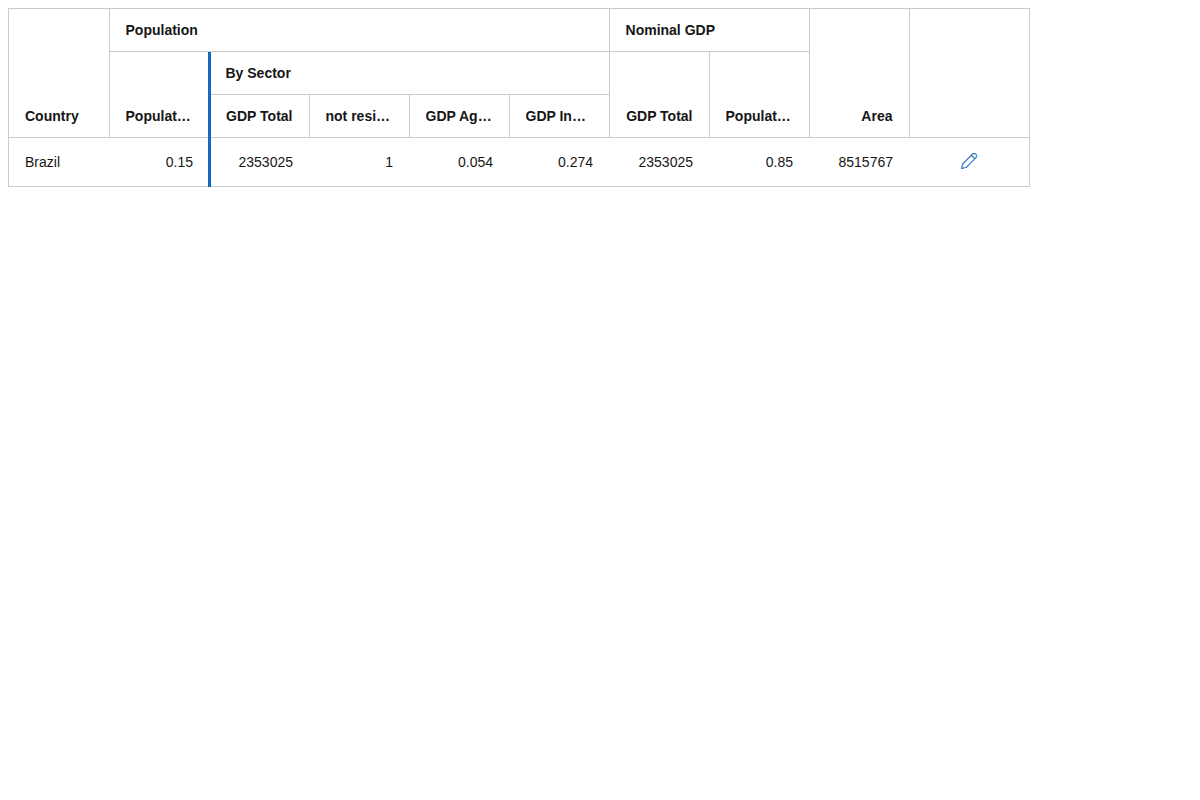 Population Nominal GDP
By Sector
Country Populat… GDP Total not resi… GDP Ag… GDP In… GDP Total Populat… Area
Brazil 0.15 2353025 1 0.054 0.274 2353025 0.85 8515767